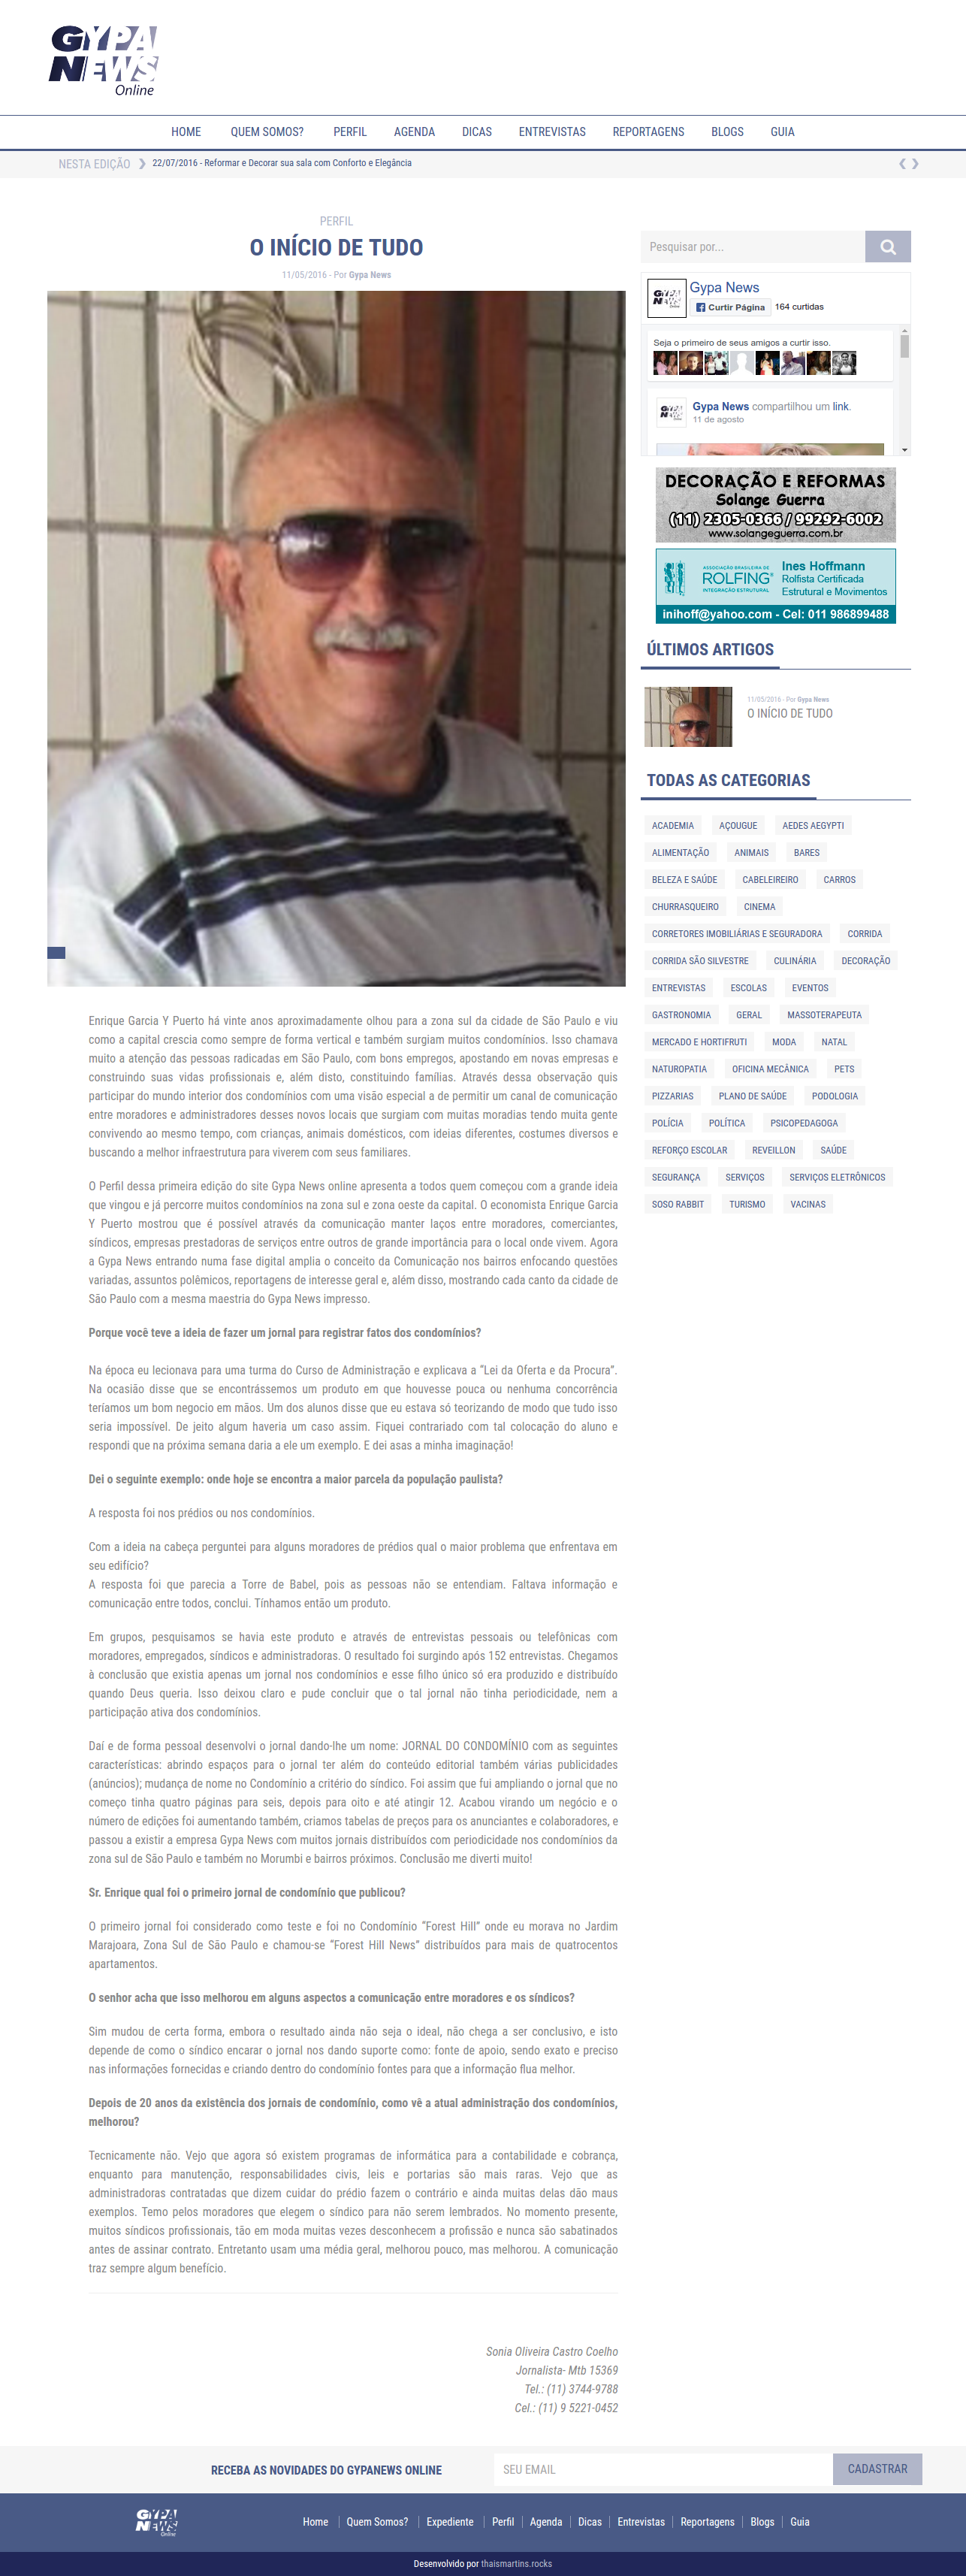 GYPA
NEWS
Online
HOME QUEM SOMOS? PERFIL AGENDA DICAS ENTREVISTAS REPORTAGENS BLOGS GUIA
NESTA EDIÇÃO ❯ 22/07/2016 - Reformar e Decorar sua sala com Conforto e Elegância
PERFIL
O INÍCIO DE TUDO
11/05/2016 - Por Gypa News
Enrique Garcia Y Puerto há vinte anos aproximadamente olhou para a zona sul da cidade de São Paulo e viu
como a capital crescia como sempre de forma vertical e também surgiam muitos condomínios. Isso chamava
muito a atenção das pessoas radicadas em São Paulo, com bons empregos, apostando em novas empresas e
construindo suas vidas profissionais e, além disto, constituindo famílias. Através dessa observação quis
participar do mundo interior dos condomínios com uma visão especial a de permitir um canal de comunicação
entre moradores e administradores desses novos locais que surgiam com muitas moradias tendo muita gente
convivendo ao mesmo tempo, com crianças, animais domésticos, com ideias diferentes, costumes diversos e
buscando a melhor infraestrutura para viverem com seus familiares.
O Perfil dessa primeira edição do site Gypa News online apresenta a todos quem começou com a grande ideia
que vingou e já percorre muitos condomínios na zona sul e zona oeste da capital. O economista Enrique Garcia
Y Puerto mostrou que é possível através da comunicação manter laços entre moradores, comerciantes,
síndicos, empresas prestadoras de serviços entre outros de grande importância para o local onde vivem. Agora
a Gypa News entrando numa fase digital amplia o conceito da Comunicação nos bairros enfocando questões
variadas, assuntos polêmicos, reportagens de interesse geral e, além disso, mostrando cada canto da cidade de
São Paulo com a mesma maestria do Gypa News impresso.
Porque você teve a ideia de fazer um jornal para registrar fatos dos condomínios?
Na época eu lecionava para uma turma do Curso de Administração e explicava a “Lei da Oferta e da Procura”.
Na ocasião disse que se encontrássemos um produto em que houvesse pouca ou nenhuma concorrência
teríamos um bom negocio em mãos. Um dos alunos disse que eu estava só teorizando de modo que tudo isso
seria impossível. De jeito algum haveria um caso assim. Fiquei contrariado com tal colocação do aluno e
respondi que na próxima semana daria a ele um exemplo. E dei asas a minha imaginação!
Dei o seguinte exemplo: onde hoje se encontra a maior parcela da população paulista?
A resposta foi nos prédios ou nos condomínios.
Com a ideia na cabeça perguntei para alguns moradores de prédios qual o maior problema que enfrentava em
seu edifício?
A resposta foi que parecia a Torre de Babel, pois as pessoas não se entendiam. Faltava informação e
comunicação entre todos, conclui. Tínhamos então um produto.
Em grupos, pesquisamos se havia este produto e através de entrevistas pessoais ou telefônicas com
moradores, empregados, síndicos e administradoras. O resultado foi surgindo após 152 entrevistas. Chegamos
à conclusão que existia apenas um jornal nos condomínios e esse filho único só era produzido e distribuído
quando Deus queria. Isso deixou claro e pude concluir que o tal jornal não tinha periodicidade, nem a
participação ativa dos condomínios.
Daí e de forma pessoal desenvolvi o jornal dando-lhe um nome: JORNAL DO CONDOMÍNIO com as seguintes
características: abrindo espaços para o jornal ter além do conteúdo editorial também várias publicidades
(anúncios); mudança de nome no Condomínio a critério do síndico. Foi assim que fui ampliando o jornal que no
começo tinha quatro páginas para seis, depois para oito e até atingir 12. Acabou virando um negócio e o
número de edições foi aumentando também, criamos tabelas de preços para os anunciantes e colaboradores, e
passou a existir a empresa Gypa News com muitos jornais distribuídos com periodicidade nos condomínios da
zona sul de São Paulo e também no Morumbi e bairros próximos. Conclusão me diverti muito!
Sr. Enrique qual foi o primeiro jornal de condomínio que publicou?
O primeiro jornal foi considerado como teste e foi no Condomínio “Forest Hill” onde eu morava no Jardim
Marajoara, Zona Sul de São Paulo e chamou-se “Forest Hill News” distribuídos para mais de quatrocentos
apartamentos.
O senhor acha que isso melhorou em alguns aspectos a comunicação entre moradores e os síndicos?
Sim mudou de certa forma, embora o resultado ainda não seja o ideal, não chega a ser conclusivo, e isto
depende de como o síndico encarar o jornal nos dando suporte como: fonte de apoio, sendo exato e preciso
nas informações fornecidas e criando dentro do condomínio fontes para que a informação flua melhor.
Depois de 20 anos da existência dos jornais de condomínio, como vê a atual administração dos condomínios,
melhorou?
Tecnicamente não. Vejo que agora só existem programas de informática para a contabilidade e cobrança,
enquanto para manutenção, responsabilidades civis, leis e portarias são mais raras. Vejo que as
administradoras contratadas que dizem cuidar do prédio fazem o contrário e ainda muitas delas dão maus
exemplos. Temo pelos moradores que elegem o síndico para não serem lembrados. No momento presente,
muitos síndicos profissionais, tão em moda muitas vezes desconhecem a profissão e nunca são sabatinados
antes de assinar contrato. Entretanto usam uma média geral, melhorou pouco, mas melhorou. A comunicação
traz sempre algum benefício.
Sonia Oliveira Castro Coelho
Jornalista- Mtb 15369
Tel.: (11) 3744-9788
Cel.: (11) 9 5221-0452
Pesquisar por...
Gypa News
Curtir Página 164 curtidas
Seja o primeiro de seus amigos a curtir isso.
Gypa News compartilhou um link.
11 de agosto
DECORAÇÃO E REFORMAS
Solange Guerra
(11) 2305-0366 / 99292-6002
www.solangeguerra.com.br
ASSOCIAÇÃO BRASILEIRA DE
ROLFING®
INTEGRAÇÃO ESTRUTURAL
Ines Hoffmann
Rolfista Certificada
Estrutural e Movimentos
inihoff@yahoo.com - Cel: 011 986899488
ÚLTIMOS ARTIGOS
11/05/2016 - Por Gypa News
O INÍCIO DE TUDO
TODAS AS CATEGORIAS
ACADEMIA AÇOUGUE AEDES AEGYPTI
ALIMENTAÇÃO ANIMAIS BARES
BELEZA E SAÚDE CABELEIREIRO CARROS
CHURRASQUEIRO CINEMA
CORRETORES IMOBILIÁRIAS E SEGURADORA CORRIDA
CORRIDA SÃO SILVESTRE CULINÁRIA DECORAÇÃO
ENTREVISTAS ESCOLAS EVENTOS
GASTRONOMIA GERAL MASSOTERAPEUTA
MERCADO E HORTIFRUTI MODA NATAL
NATUROPATIA OFICINA MECÂNICA PETS
PIZZARIAS PLANO DE SAÚDE PODOLOGIA
POLÍCIA POLÍTICA PSICOPEDAGOGA
REFORÇO ESCOLAR REVEILLON SAÚDE
SEGURANÇA SERVIÇOS SERVIÇOS ELETRÔNICOS
SOSO RABBIT TURISMO VACINAS
RECEBA AS NOVIDADES DO GYPANEWS ONLINE SEU EMAIL CADASTRAR
GYPA
NEWS
Online
Home Quem Somos? Expediente Perfil Agenda Dicas Entrevistas Reportagens Blogs Guia
Desenvolvido por thaismartins.rocks